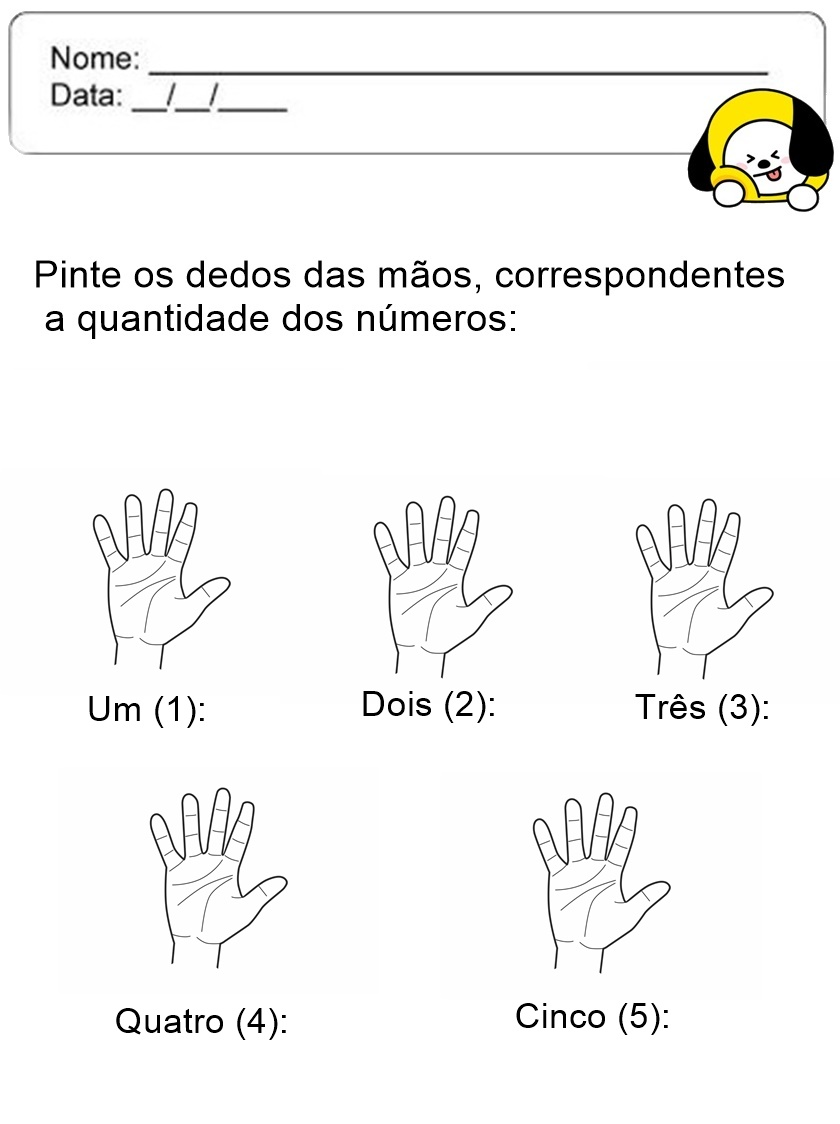 Nome: ___________________________________
Data: __/__/____
Pinte os dedos das mãos, correspondentes
a quantidade dos números:
Um (1):
Dois (2):
Três (3):
Quatro (4):
Cinco (5):